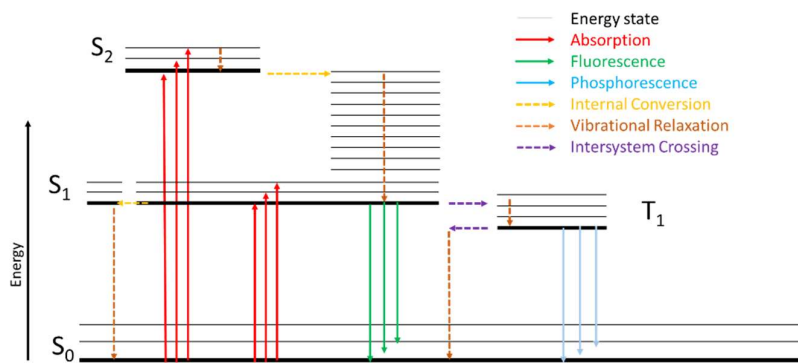 Energy state
Absorption
Fluorescence
Phosphorescence
Internal Conversion
Vibrational Relaxation
Intersystem Crossing
S2
S1
T1
S0
Energy